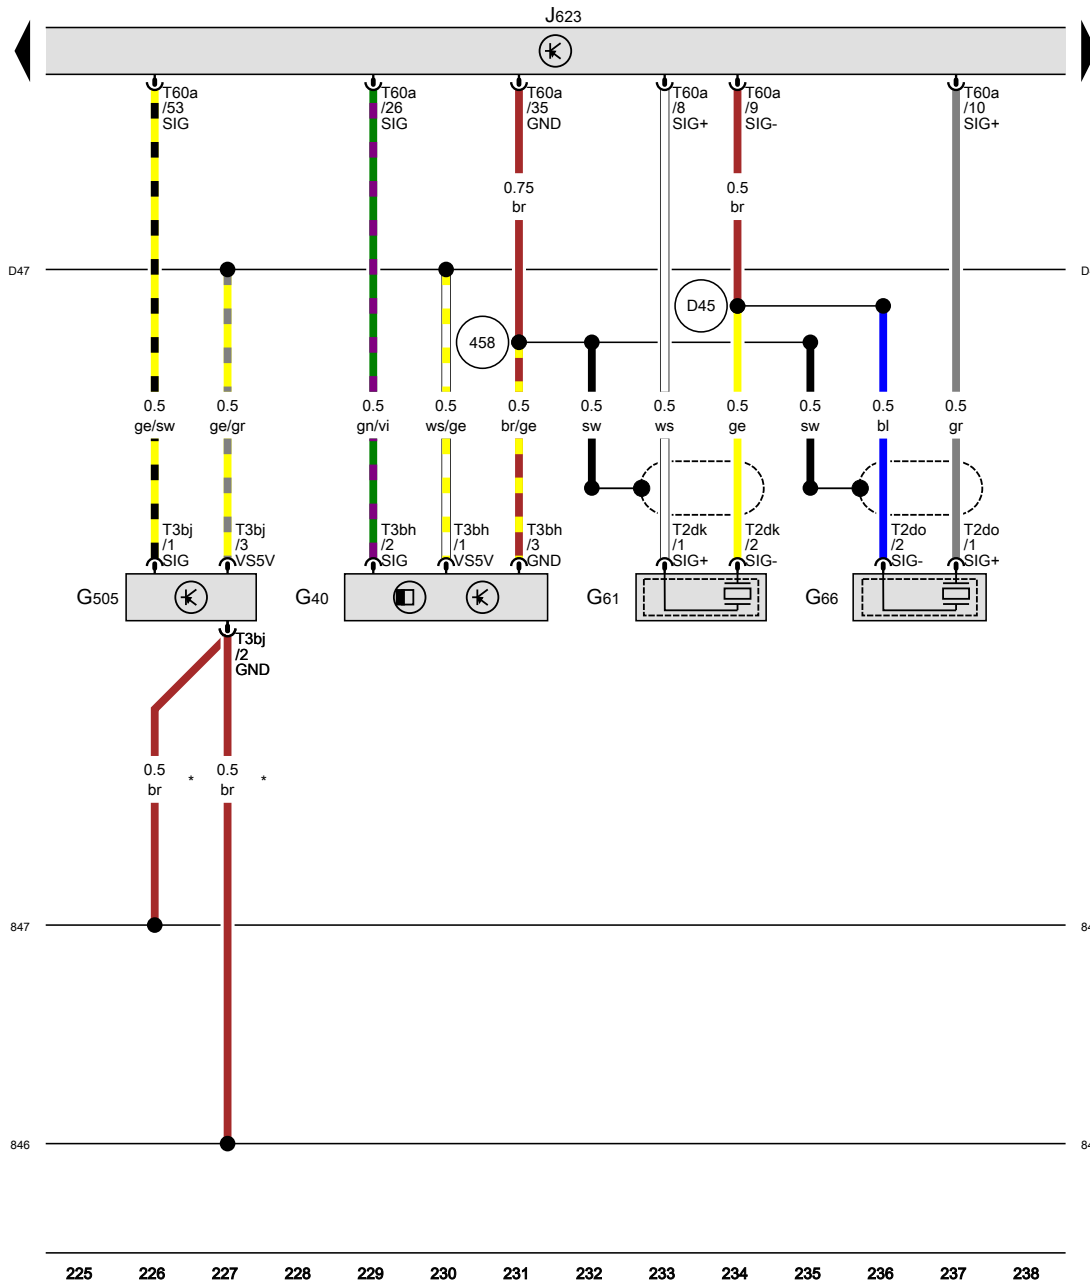 J623
T60a
/53
SIG
T60a
/26
SIG
T60a
/35
GND
T60a
/8
SIG+
T60a
/9
SIG-
T60a
/10
SIG+
0.75
br
0.5
br
D47
D45
458
0.5
ge/sw
0.5
ge/gr
0.5
gn/vi
0.5
ws/ge
0.5
br/ge
0.5
sw
0.5
ws
0.5
ge
0.5
sw
0.5
bl
0.5
gr
T3bj
/1
SIG
T3bj
/3
VS5V
T3bh
/2
SIG
T3bh
/1
VS5V
T3bh
/3
GND
T2dk
/1
SIG+
T2dk
/2
SIG-
T2do
/2
SIG-
T2do
/1
SIG+
G505
G40
G61
G66
T3bj
/2
GND
0.5
br
*
0.5
br
*
847
846
225 226 227 228 229 230 231 232 233 234 235 236 237 238